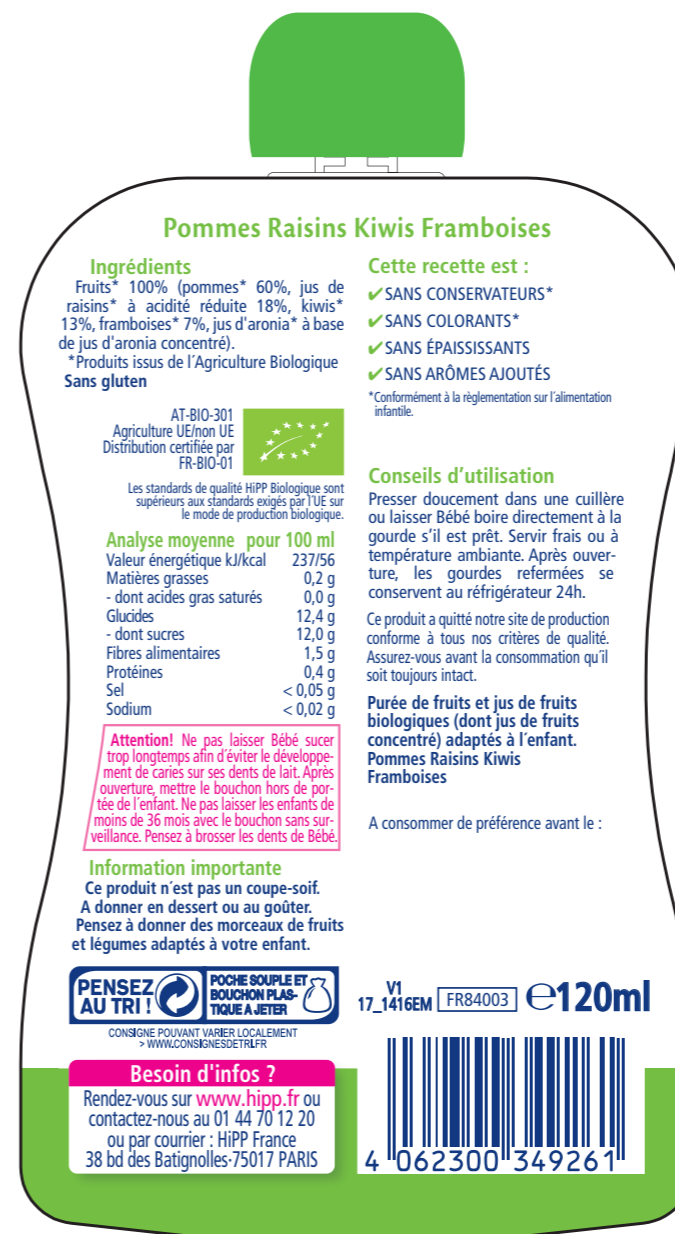 Pommes Raisins Kiwis Framboises
Ingrédients
Fruits* 100% (pommes* 60%, jus de
raisins* à acidité réduite 18%, kiwis*
13%, framboises* 7%, jus d'aronia* à base
de jus d'aronia concentré).
*Produits issus de l´Agriculture Biologique
Sans gluten
AT-BIO-301
Agriculture UE/non UE
Distribution certifiée par
FR-BIO-01
Les standards de qualité HiPP Biologique sont
supérieurs aux standards exigés par l´UE sur
le mode de production biologique.
Analyse moyenne pour 100 ml
Valeur énergétique kJ/kcal 237/56
Matières grasses 0,2 g
- dont acides gras saturés 0,0 g
Glucides 12,4 g
- dont sucres 12,0 g
Fibres alimentaires 1,5 g
Protéines 0,4 g
Sel < 0,05 g
Sodium < 0,02 g
Attention! Ne pas laisser Bébé sucer
trop longtemps afin d´éviter le développe-
ment de caries sur ses dents de lait. Après
ouverture, mettre le bouchon hors de por-
tée de l´enfant. Ne pas laisser les enfants de
moins de 36 mois avec le bouchon sans sur-
veillance. Pensez à brosser les dents de Bébé.
Information importante
Ce produit n´est pas un coupe-soif.
A donner en dessert ou au goûter.
Pensez à donner des morceaux de fruits
et légumes adaptés à votre enfant.
PENSEZ
AU TRI !
POCHE SOUPLE ET
BOUCHON PLAS-
TIQUE A JETER
CONSIGNE POUVANT VARIER LOCALEMENT
> WWW.CONSIGNESDETRI.FR
Besoin d'infos ?
Rendez-vous sur www.hipp.fr ou
contactez-nous au 01 44 70 12 20
ou par courrier : HiPP France
38 bd des Batignolles·75017 PARIS
Cette recette est :
✔SANS CONSERVATEURS*
✔SANS COLORANTS*
✔SANS ÉPAISSISSANTS
✔SANS ARÔMES AJOUTÉS
*Conformément à la règlementation sur l´alimentation
infantile.
Conseils d’utilisation
Presser doucement dans une cuillère
ou laisser Bébé boire directement à la
gourde s’il est prêt. Servir frais ou à
température ambiante. Après ouver-
ture, les gourdes refermées se
conservent au réfrigérateur 24h.
Ce produit a quitté notre site de production
conforme à tous nos critères de qualité.
Assurez-vous avant la consommation qu´il
soit toujours intact.
Purée de fruits et jus de fruits
biologiques (dont jus de fruits
concentré) adaptés à l´enfant.
Pommes Raisins Kiwis
Framboises
A consommer de préférence avant le :
V1
17_1416EM
FR84003
℮120ml
4 062300 349261